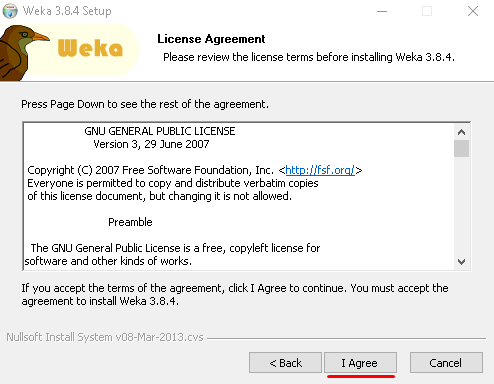 Weka 3.8.4 Setup
Weka
License Agreement
Please review the license terms before installing Weka 3.8.4.
Press Page Down to see the rest of the agreement.
GNU GENERAL PUBLIC LICENSE
Version 3, 29 June 2007
Copyright (C) 2007 Free Software Foundation, Inc. <http://fsf.org/>
Everyone is permitted to copy and distribute verbatim copies
of this license document, but changing it is not allowed.
Preamble
The GNU General Public License is a free, copyleft license for
software and other kinds of works.
If you accept the terms of the agreement, click I Agree to continue. You must accept the
agreement to install Weka 3.8.4.
Nullsoft Install System v08-Mar-2013.cvs
< Back
I Agree
Cancel